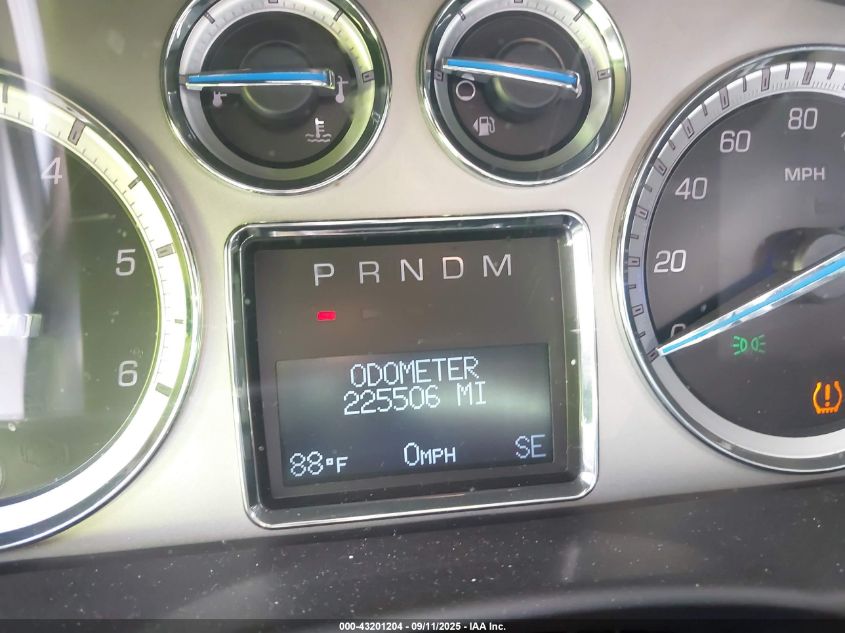 4
5
6
0
20
40
60
80
MPH
P R N D M
ODOMETER
225506 MI
88°F 0MPH SE
000-43201204 - 09/11/2025 - IAA Inc.